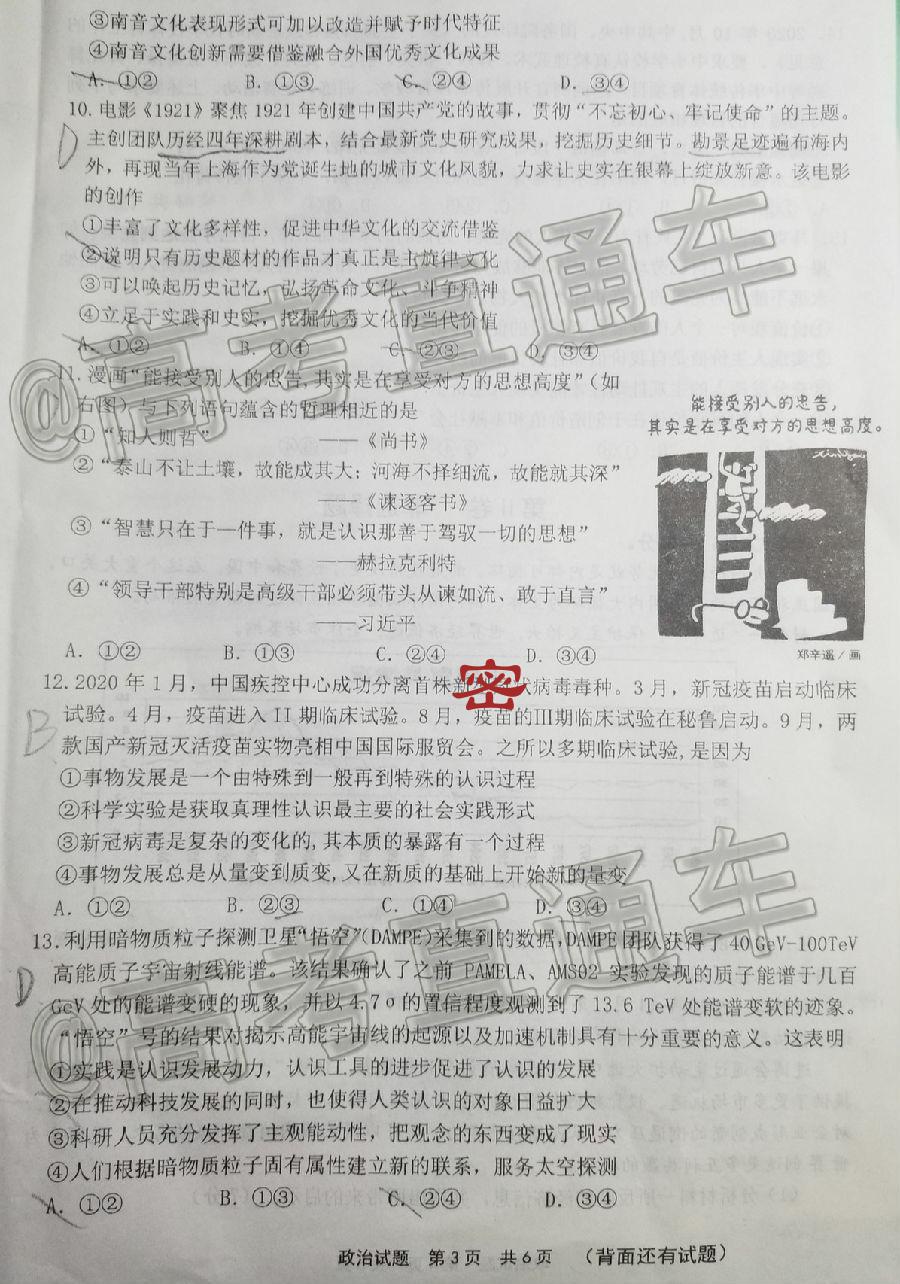 ③南音文化表现形式可加以改造并赋予时代特征
④南音文化创新需要借鉴融合外国优秀文化成果
A. ①② B. ①③ C. ②④ D. ③④
10. 电影《1921》聚焦 1921 年创建中国共产党的故事，贯彻“不忘初心、牢记使命”的主题。
D
主创团队历经四年深耕剧本，结合最新党史研究成果，挖掘历史细节。勘景足迹遍布海内
外，再现当年上海作为党诞生地的城市文化风貌，力求让史实在银幕上绽放新意。该电影
的创作
①丰富了文化多样性，促进中华文化的交流借鉴
②说明只有历史题材的作品才真正是主旋律文化
③可以唤起历史记忆，弘扬革命文化、斗争精神
④立足于实践和史实，挖掘优秀文化的当代价值
A. ①② B. ①④ C. ②③ D. ③④
11. 漫画“能接受别人的忠告,其实是在享受对方的思想高度”(如
右图)与下列语句蕴含的哲理相近的是
①“知人则哲” ——《尚书》
②“泰山不让土壤，故能成其大；河海不择细流，故能就其深”
——《谏逐客书》
③“智慧只在于一件事，就是认识那善于驾驭一切的思想”
——赫拉克利特
④“领导干部特别是高级干部必须带头从谏如流、敢于直言”
——习近平
A. ①② B. ①③ C. ②④ D. ③④
能接受别人的忠告,
其实是在享受对方的思想高度。
郑辛遥/画
12. 2020 年 1 月，中国疾控中心成功分离首株新 状病毒毒种。3 月，新冠疫苗启动临床
密
B
试验。4 月，疫苗进入 II 期临床试验。8 月，疫苗的Ⅲ期临床试验在秘鲁启动。9 月，两
款国产新冠灭活疫苗实物亮相中国国际服贸会。之所以多期临床试验,是因为
①事物发展是一个由特殊到一般再到特殊的认识过程
②科学实验是获取真理性认识最主要的社会实践形式
③新冠病毒是复杂的变化的,其本质的暴露有一个过程
④事物发展总是从量变到质变,又在新质的基础上开始新的量变
A. ①② B. ②③ C. ①④ D. ③④
13. 利用暗物质粒子探测卫星“悟空”(DAMPE)采集到的数据,DAMPE 团队获得了 40 GeV-100TeV
D
高能质子宇宙射线能谱。该结果确认了之前 PAMELA、AMS02 实验发现的质子能谱于几百
GeV 处的能谱变硬的现象，并以 4.7σ的置信程度观测到了 13.6 TeV 处能谱变软的迹象。
“悟空”号的结果对揭示高能宇宙线的起源以及加速机制具有十分重要的意义。这表明
①实践是认识发展动力，认识工具的进步促进了认识的发展
②在推动科技发展的同时，也使得人类认识的对象日益扩大
③科研人员充分发挥了主观能动性，把观念的东西变成了现实
④人们根据暗物质粒子固有属性建立新的联系，服务太空探测
A. ①② B. ①③ C. ②④ D. ③④
政治试题 第 3 页 共 6 页 (背面还有试题)
@高考直通车
@高考直通车